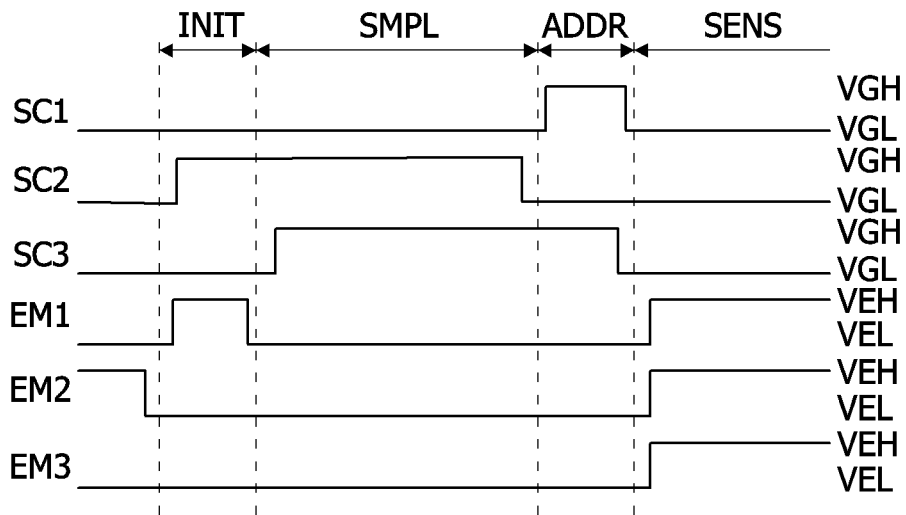 INIT SMPL ADDR SENS
SC1 VGH
VGL
SC2 VGH
VGL
SC3 VGH
VGL
EM1 VEH
VEL
EM2 VEH
VEL
EM3 VEH
VEL